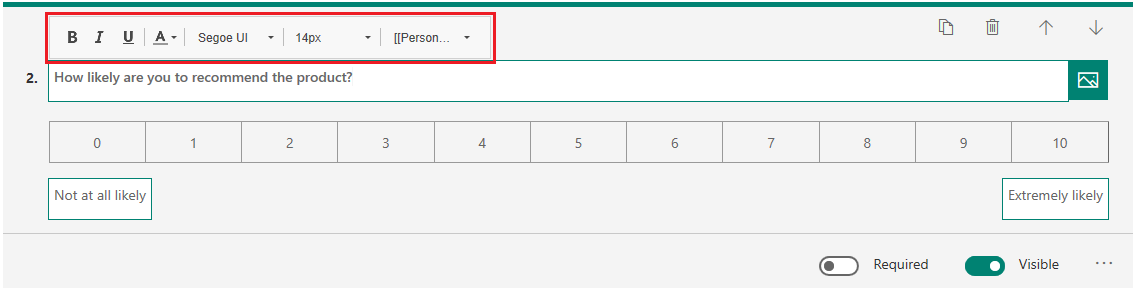 B I U A Segoe UI 14px [[Person...
2. How likely are you to recommend the product?
0 1 2 3 4 5 6 7 8 9 10
Not at all likely Extremely likely
Required Visible ...